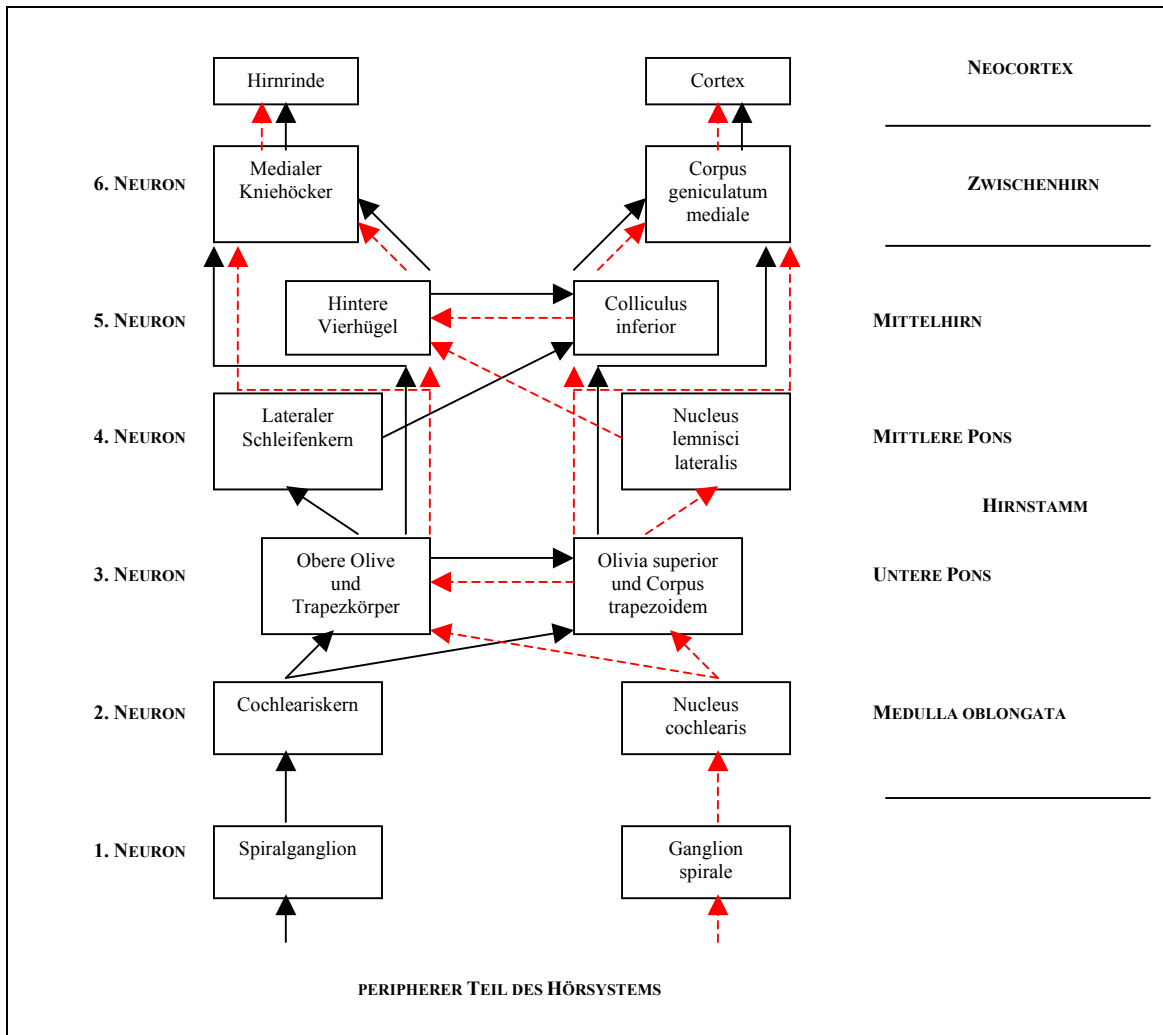 Hirnrinde
Cortex
NEOCORTEX
6. NEURON
Medialer
Kniehöcker
Corpus
geniculatum
mediale
ZWISCHENHIRN
5. NEURON
Hintere
Vierhügel
Colliculus
inferior
MITTELHIRN
4. NEURON
Lateraler
Schleifenkern
Nucleus
lemnisci
lateralis
MITTLERE PONS
HIRNSTAMM
3. NEURON
Obere Olive
und
Trapezkörper
Olivia superior
und Corpus
trapezoidem
UNTERE PONS
2. NEURON
Cochleariskern
Nucleus
cochlearis
MEDULLA OBLONGATA
1. NEURON
Spiralganglion
Ganglion
spirale
PERIPHERER TEIL DES HÖRSYSTEMS